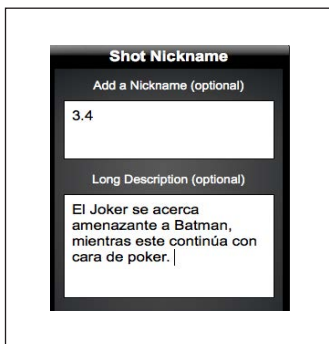 Shot Nickname
Add a Nickname (optional)
3.4
Long Description (optional)
El Joker se acerca
amenazante a Batman,
mientras este continúa con
cara de poker.